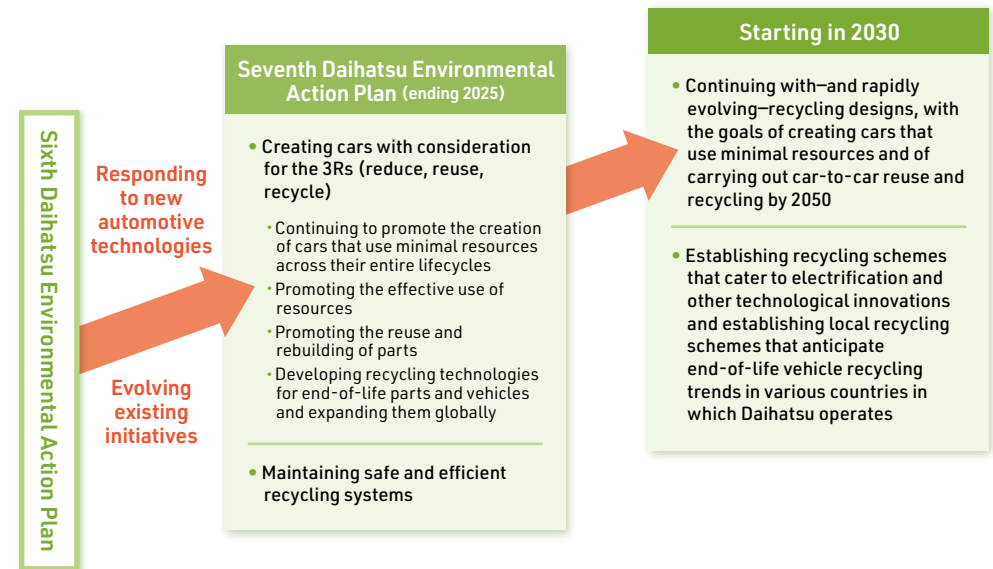 Sixth Daihatsu Environmental Action Plan
Responding
to new
automotive
technologies
Evolving
existing
initiatives
Seventh Daihatsu Environmental
Action Plan (ending 2025)
• Creating cars with consideration
for the 3Rs (reduce, reuse,
recycle)
・Continuing to promote the creation
of cars that use minimal resources
across their entire lifecycles
・Promoting the effective use of
resources
・Promoting the reuse and
rebuilding of parts
・Developing recycling technologies
for end-of-life parts and vehicles
and expanding them globally
• Maintaining safe and efficient
recycling systems
Starting in 2030
• Continuing with—and rapidly
evolving—recycling designs, with
the goals of creating cars that
use minimal resources and of
carrying out car-to-car reuse and
recycling by 2050
• Establishing recycling schemes
that cater to electrification and
other technological innovations
and establishing local recycling
schemes that anticipate
end-of-life vehicle recycling
trends in various countries in
which Daihatsu operates